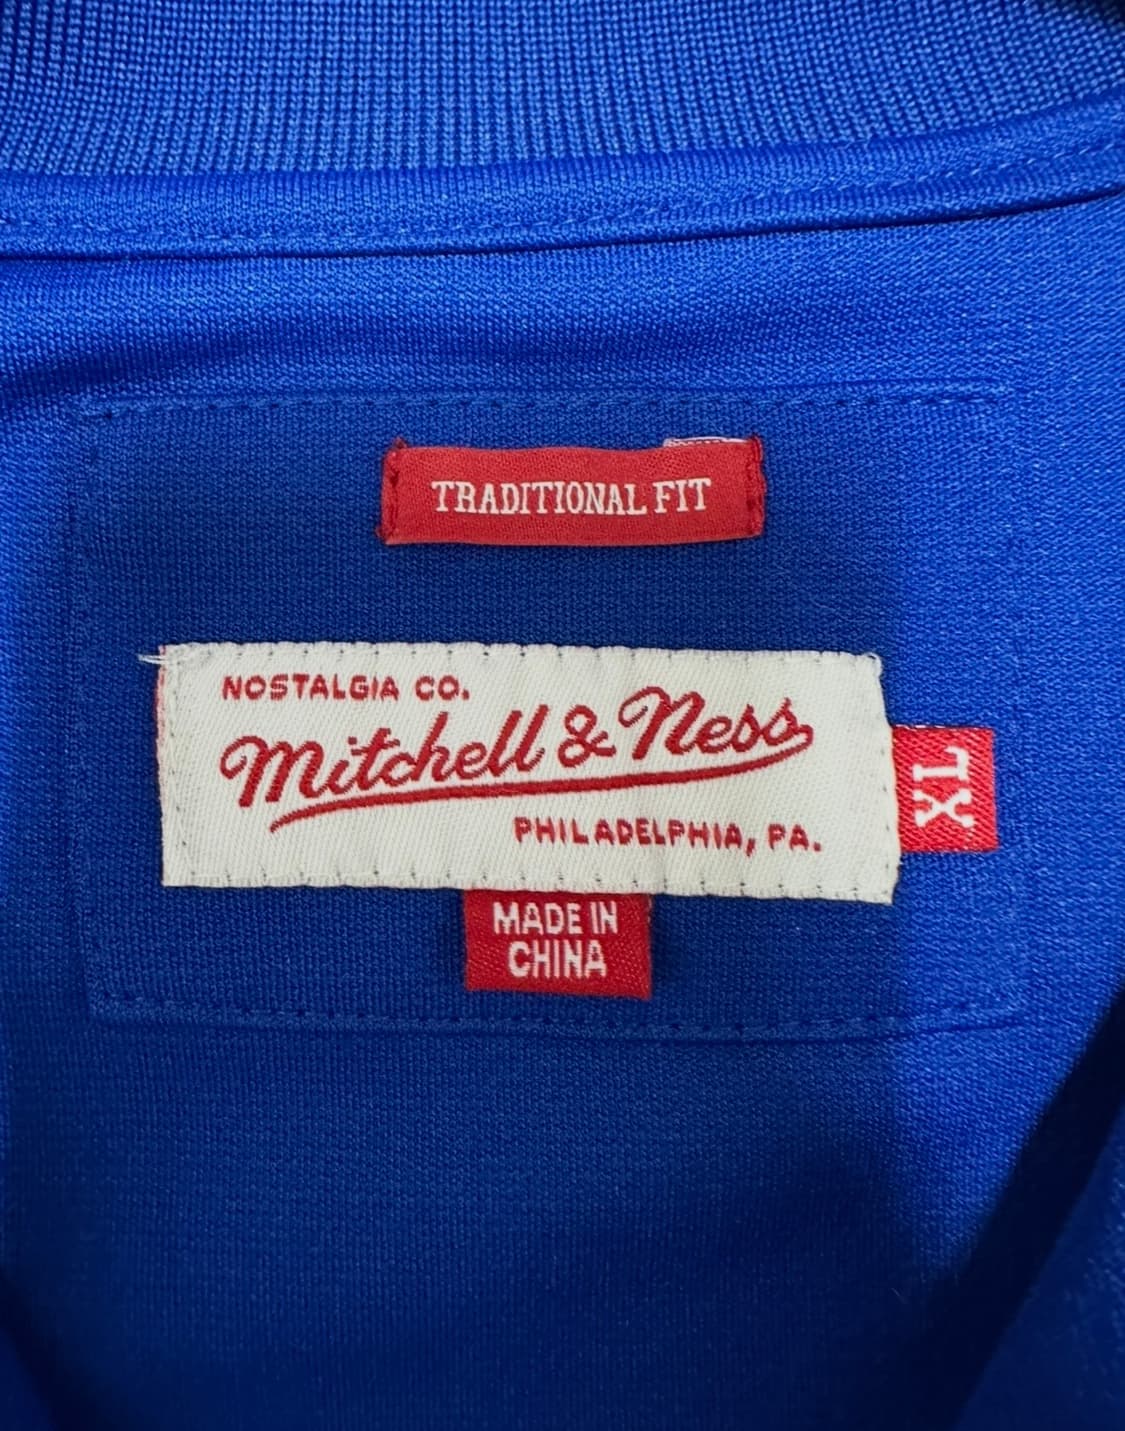 TRADITIONAL FIT
NOSTALGIA CO.
Mitchell & Ness
PHILADELPHIA, PA.
XL
MADE IN
CHINA